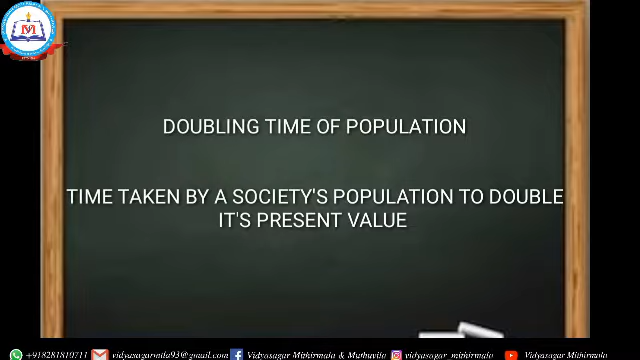 DOUBLING TIME OF POPULATION
TIME TAKEN BY A SOCIETY'S POPULATION TO DOUBLE
IT'S PRESENT VALUE
+918281810711 vidyasagarmila93@gmail.com Vidyasagar Mithirmala & Muthuvila vidyasagar_mithirmala Vidyasagar Mithirmala